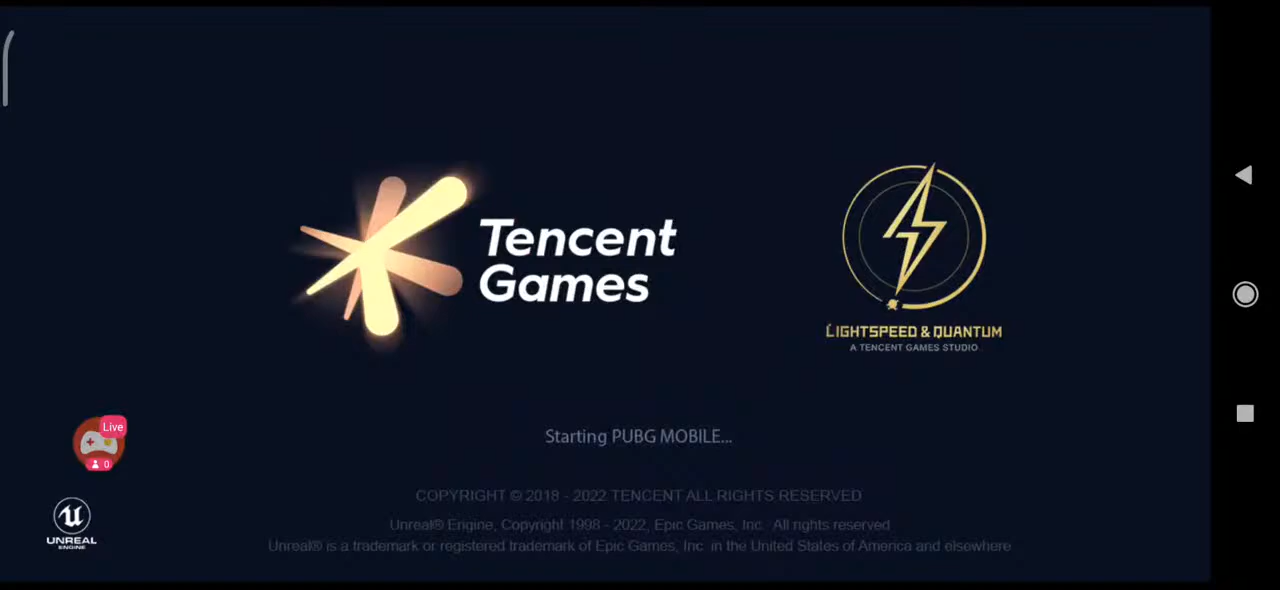 Tencent
Games
LIGHTSPEED & QUANTUM
A TENCENT GAMES STUDIO
Live
0
Starting PUBG MOBILE...
UNREAL
ENGINE
COPYRIGHT © 2018 - 2022 TENCENT ALL RIGHTS RESERVED
Unreal® Engine, Copyright 1998 - 2022, Epic Games, Inc. All rights reserved
Unreal® is a trademark or registered trademark of Epic Games, Inc. in the United States of America and elsewhere